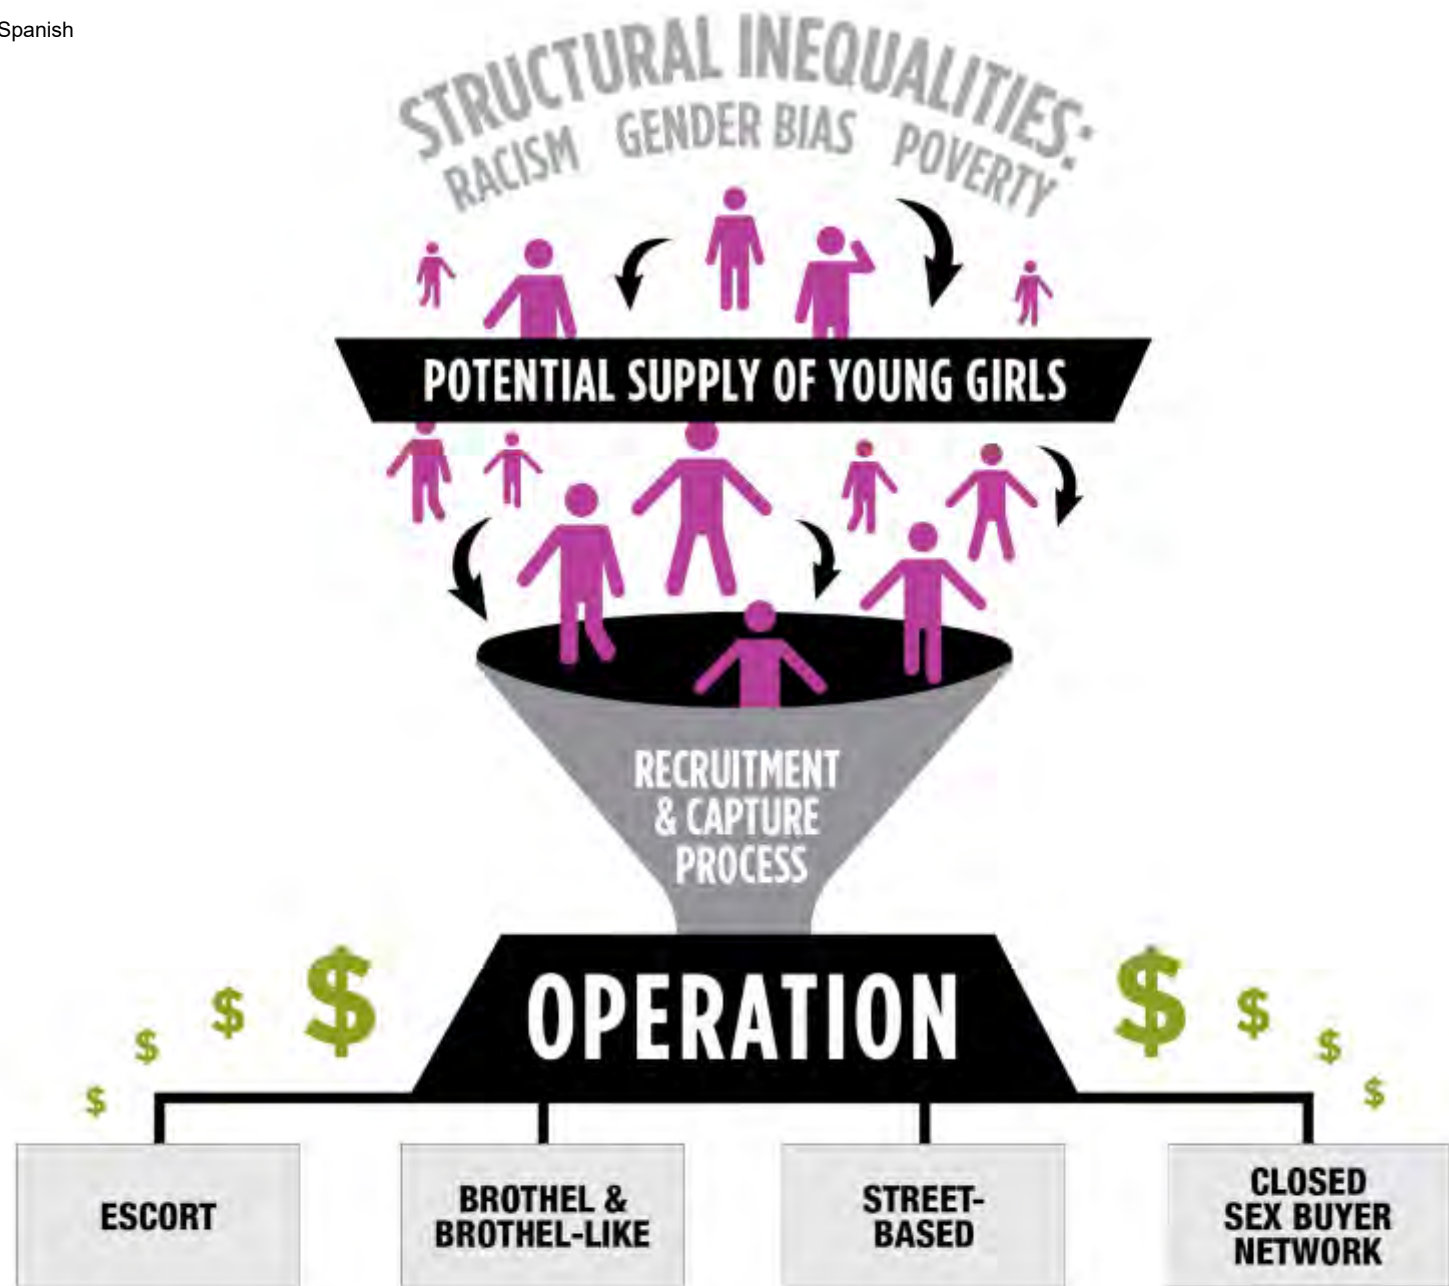 Spanish
STRUCTURAL INEQUALITIES:
RACISM GENDER BIAS POVERTY
POTENTIAL SUPPLY OF YOUNG GIRLS
RECRUITMENT
& CAPTURE
PROCESS
$ $ $ OPERATION $ $ $
$ $
ESCORT
BROTHEL &
BROTHEL-LIKE
STREET-
BASED
CLOSED
SEX BUYER
NETWORK